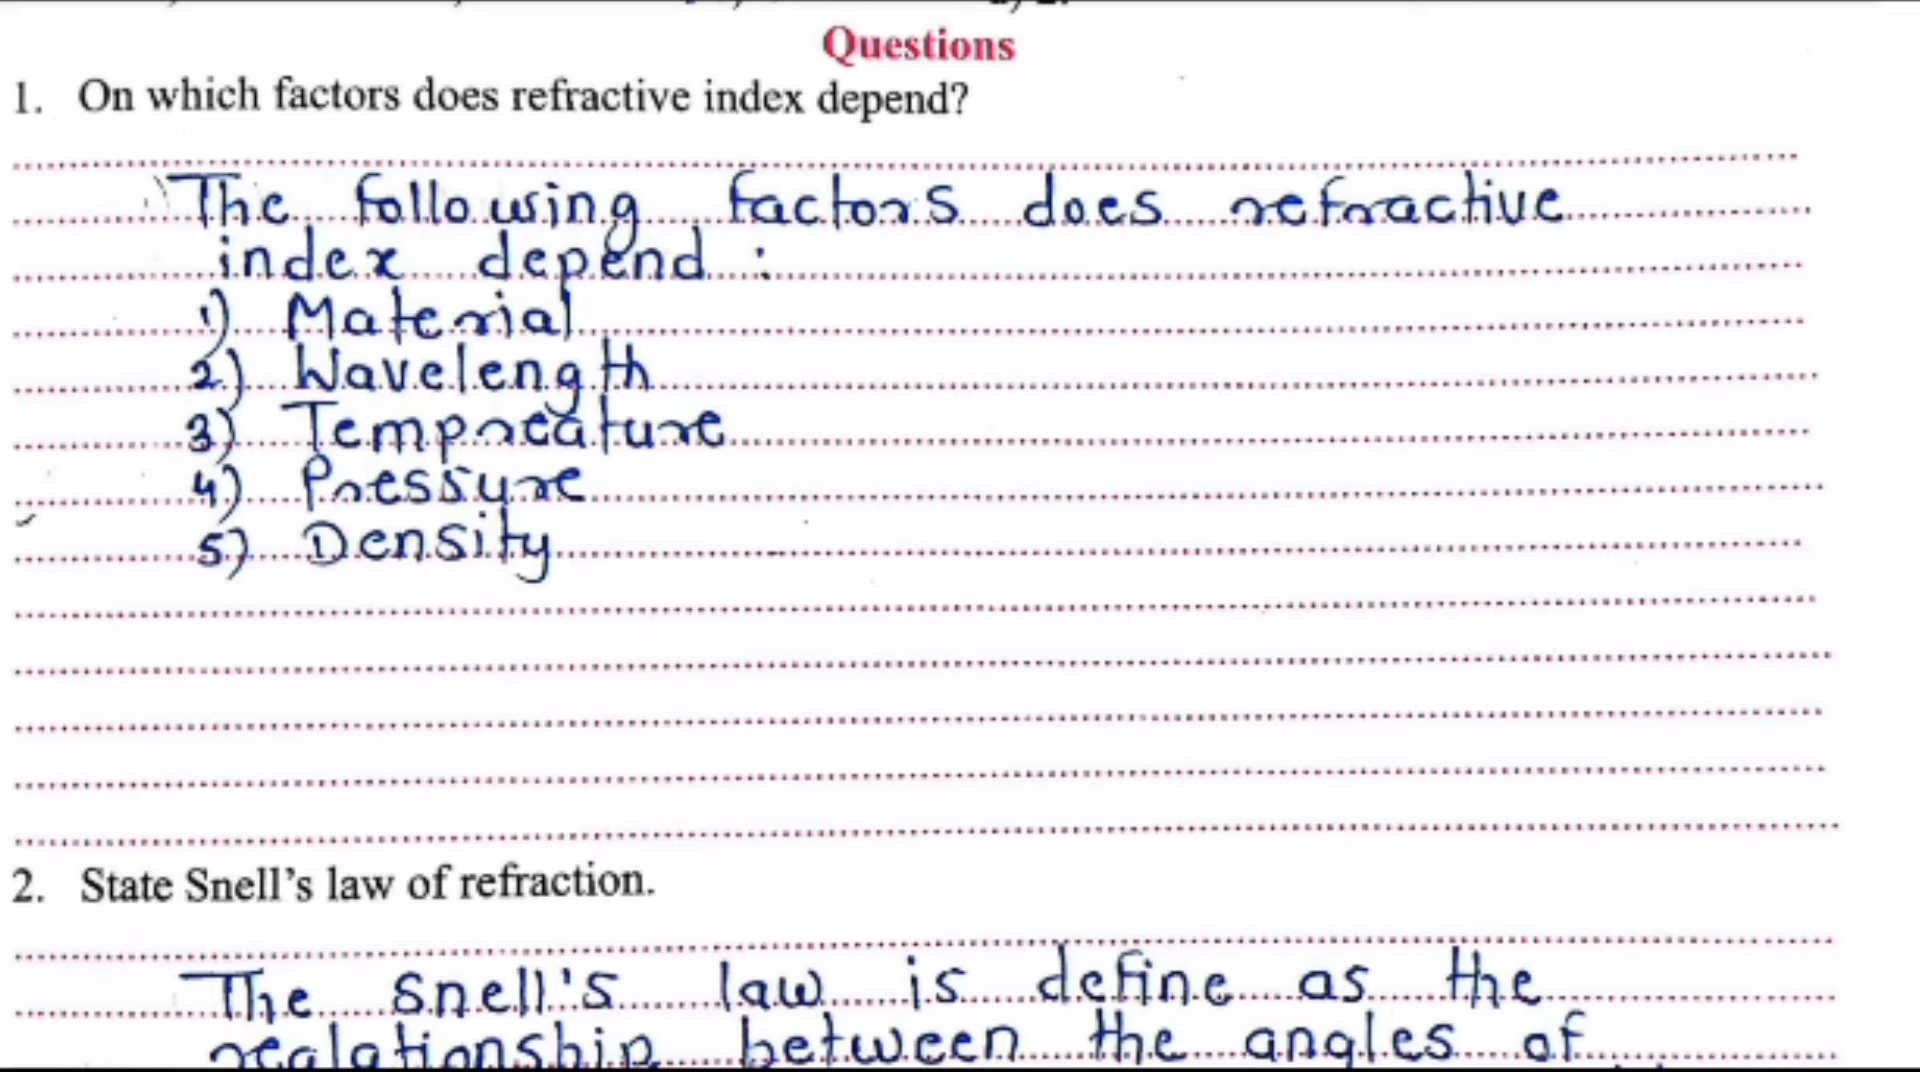 Questions
1. On which factors does refractive index depend?
The following factors does refractive
index depend :
1) Material
2) Wavelength
3) Tempreature
4) Pressure
5) Density
2. State Snell's law of refraction.
The snell's law is define as the
realationship between the angles of